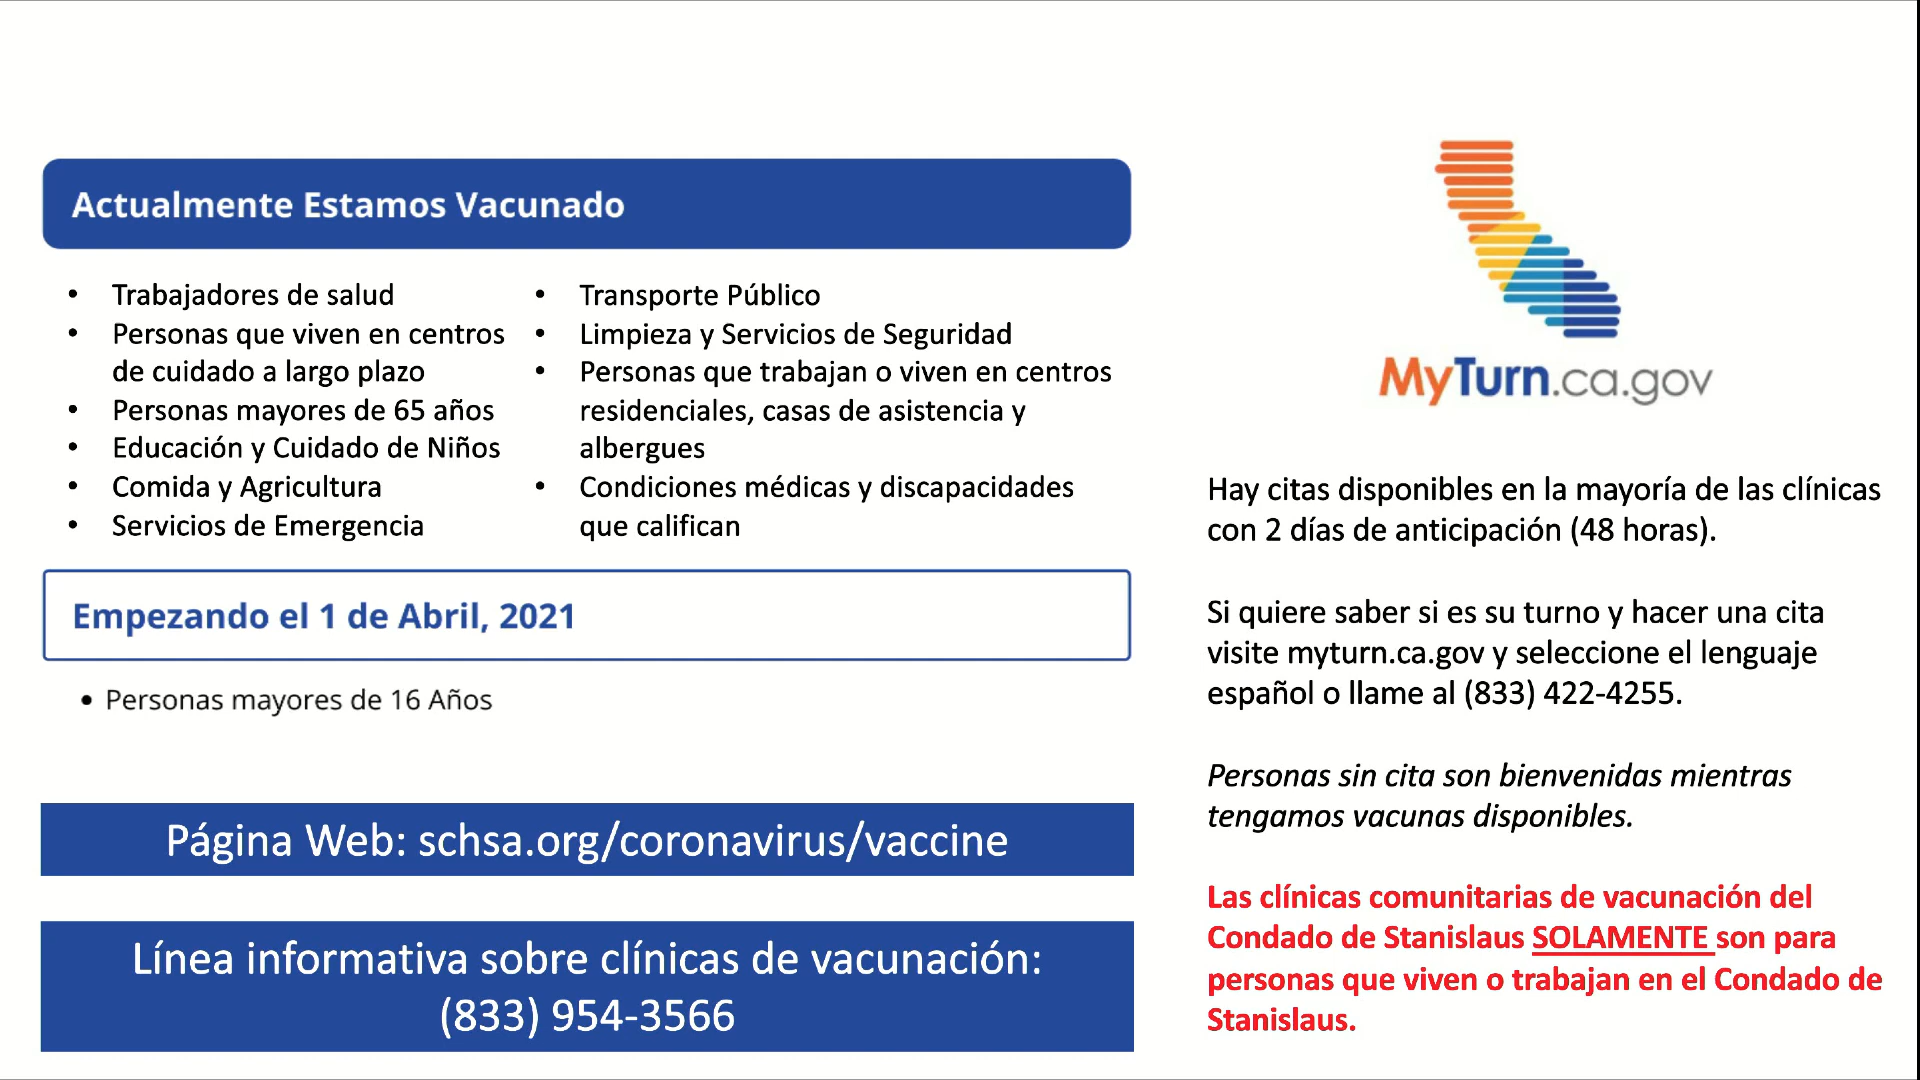 Actualmente Estamos Vacunado
• Trabajadores de salud
• Personas que viven en centros
de cuidado a largo plazo
• Personas mayores de 65 años
• Educación y Cuidado de Niños
• Comida y Agricultura
• Servicios de Emergencia
• Transporte Público
• Limpieza y Servicios de Seguridad
• Personas que trabajan o viven en centros
residenciales, casas de asistencia y
albergues
• Condiciones médicas y discapacidades
que califican
Empezando el 1 de Abril, 2021
• Personas mayores de 16 Años
Página Web: schsa.org/coronavirus/vaccine
Línea informativa sobre clínicas de vacunación:
(833) 954-3566
MyTurn.ca.gov
Hay citas disponibles en la mayoría de las clínicas
con 2 días de anticipación (48 horas).
Si quiere saber si es su turno y hacer una cita
visite myturn.ca.gov y seleccione el lenguaje
español o llame al (833) 422-4255.
Personas sin cita son bienvenidas mientras
tengamos vacunas disponibles.
Las clínicas comunitarias de vacunación del
Condado de Stanislaus SOLAMENTE son para
personas que viven o trabajan en el Condado de
Stanislaus.